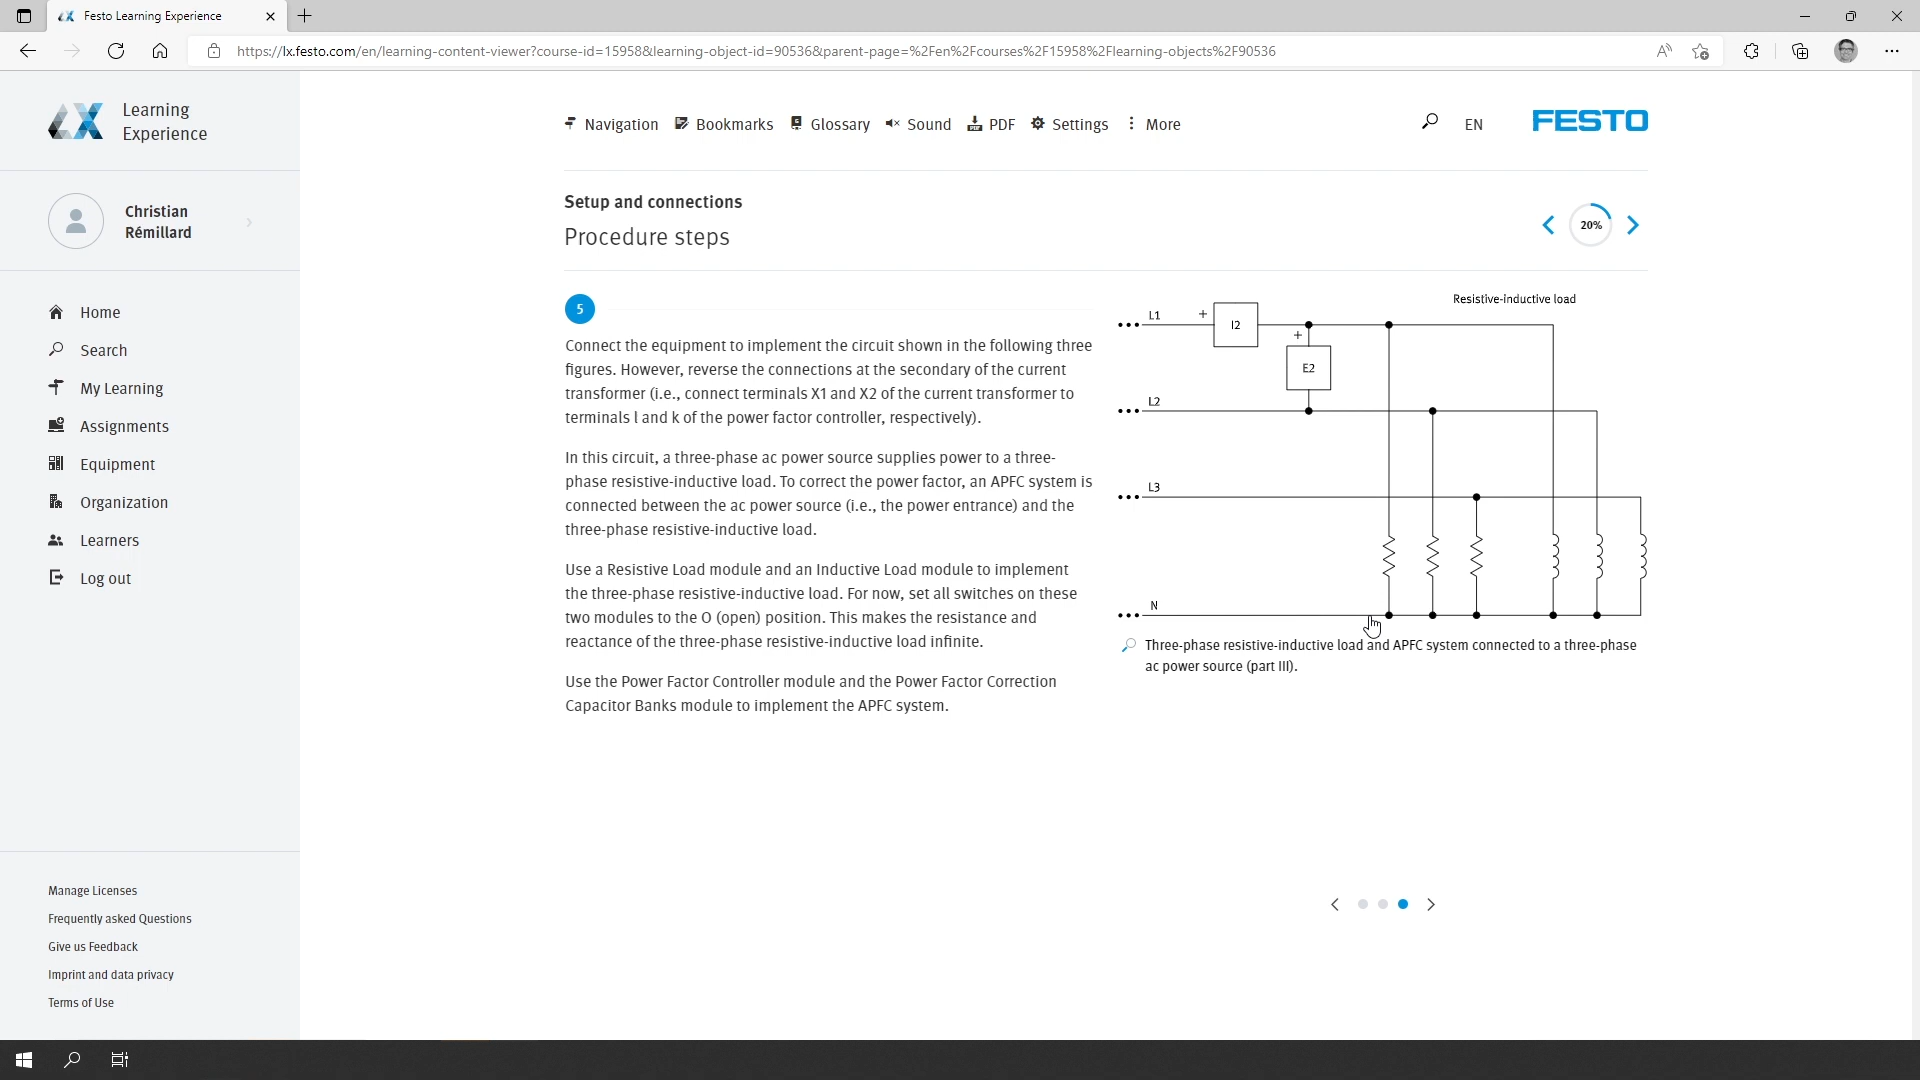 Festo Learning Experience
https://lx.festo.com/en/learning-content-viewer?course-id=15958&learning-object-id=90536&parent-page=%2Fen%2Fcourses%2F15958%2Flearning-objects%2F90536
Learning
Experience
Navigation Bookmarks Glossary Sound PDF Settings More
EN
FESTO
Christian
Rémillard
Home
Search
My Learning
Assignments
Equipment
Organization
Learners
Log out
Manage Licenses
Frequently asked Questions
Give us Feedback
Imprint and data privacy
Terms of Use
Setup and connections
Procedure steps
20%
5
Connect the equipment to implement the circuit shown in the following three
figures. However, reverse the connections at the secondary of the current
transformer (i.e., connect terminals X1 and X2 of the current transformer to
terminals l and k of the power factor controller, respectively).
In this circuit, a three-phase ac power source supplies power to a three-
phase resistive-inductive load. To correct the power factor, an APFC system is
connected between the ac power source (i.e., the power entrance) and the
three-phase resistive-inductive load.
Use a Resistive Load module and an Inductive Load module to implement
the three-phase resistive-inductive load. For now, set all switches on these
two modules to the O (open) position. This makes the resistance and
reactance of the three-phase resistive-inductive load infinite.
Use the Power Factor Controller module and the Power Factor Correction
Capacitor Banks module to implement the APFC system.
Resistive-inductive load
L1
+
I2
+
E2
L2
L3
N
Three-phase resistive-inductive load and APFC system connected to a three-phase
ac power source (part III).